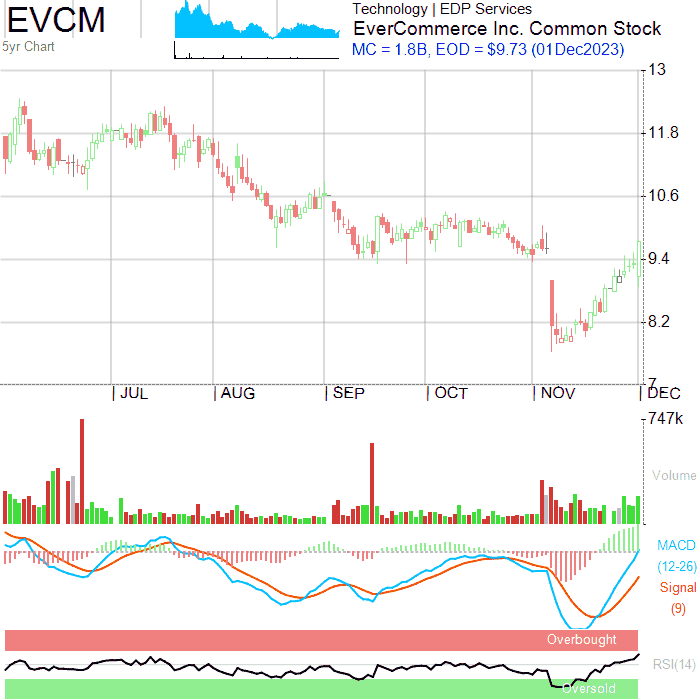 EVCM
5yr Chart
Technology | EDP Services
EverCommerce Inc. Common Stock
MC = 1.8B, EOD = $9.73 (01Dec2023)
13
11.8
10.6
9.4
8.2
7
JUL AUG SEP OCT NOV DEC
747k
Volume
MACD
(12-26)
Signal
(9)
Overbought
RSI(14)
Oversold